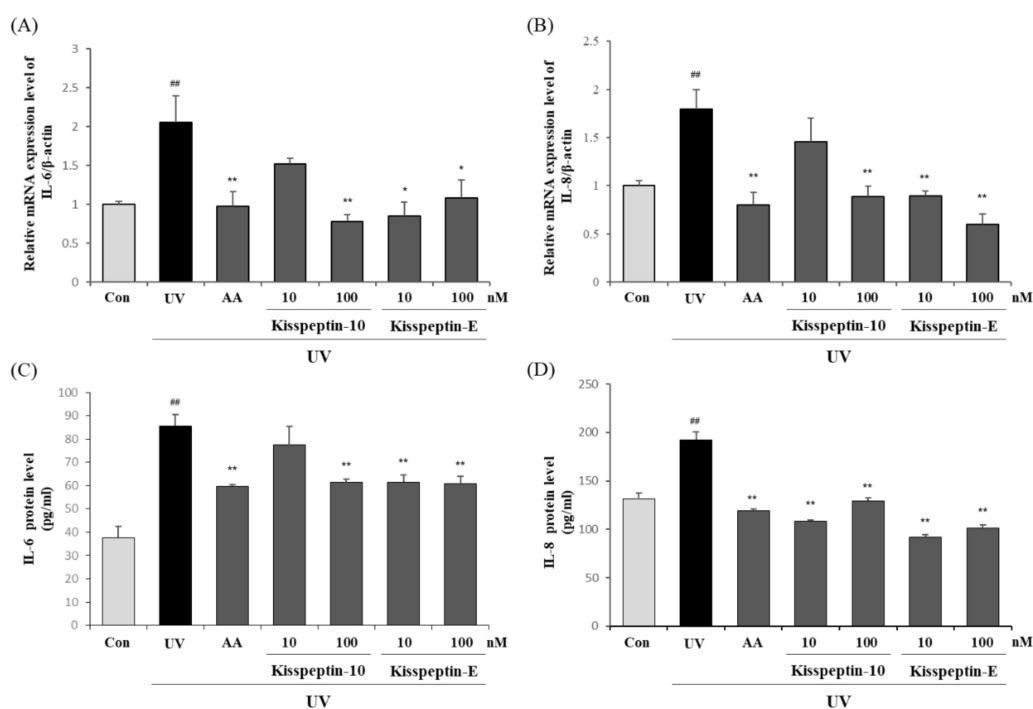 (A)
Relative mRNA expression level of
IL-6/β-actin
3
2.5
2
1.5
1
0.5
0
##
**
**
*
*
Con UV AA 10 100 10 100 nM
Kisspeptin-10 Kisspeptin-E
UV
(B)
Relative mRNA expression level of
IL-8/β-actin
2.5
2
1.5
1
0.5
0
##
**
**
**
**
Con UV AA 10 100 10 100 nM
Kisspeptin-10 Kisspeptin-E
UV
(C)
IL-6 protein level
(pg/ml)
100
90
80
70
60
50
40
30
20
10
0
##
**
**
**
**
Con UV AA 10 100 10 100 nM
Kisspeptin-10 Kisspeptin-E
UV
(D)
IL-8 protein level
(pg/ml)
250
200
150
100
50
0
##
**
**
**
**
**
Con UV AA 10 100 10 100 nM
Kisspeptin-10 Kisspeptin-E
UV